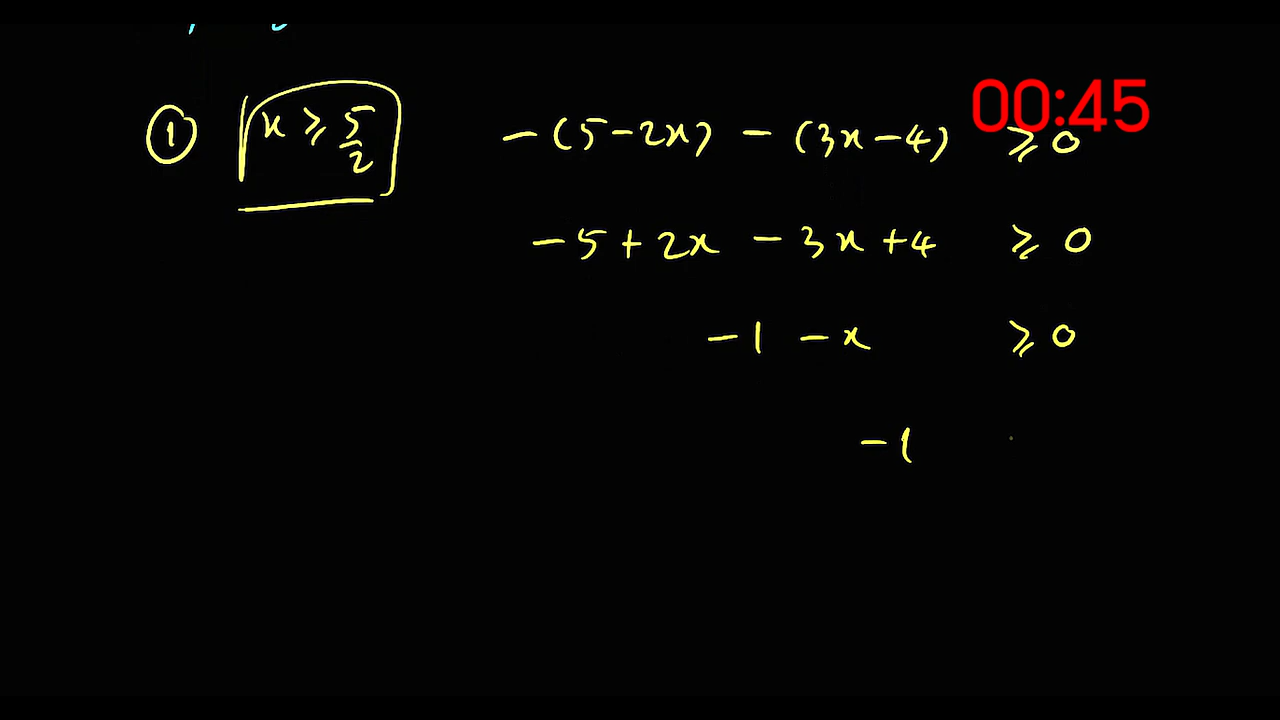 00:45
① x ≥ 5/2 -(5-2x) - (3x-4) ≥ 0
-5+2x - 3x+4 ≥ 0
-1 -x ≥ 0
-1